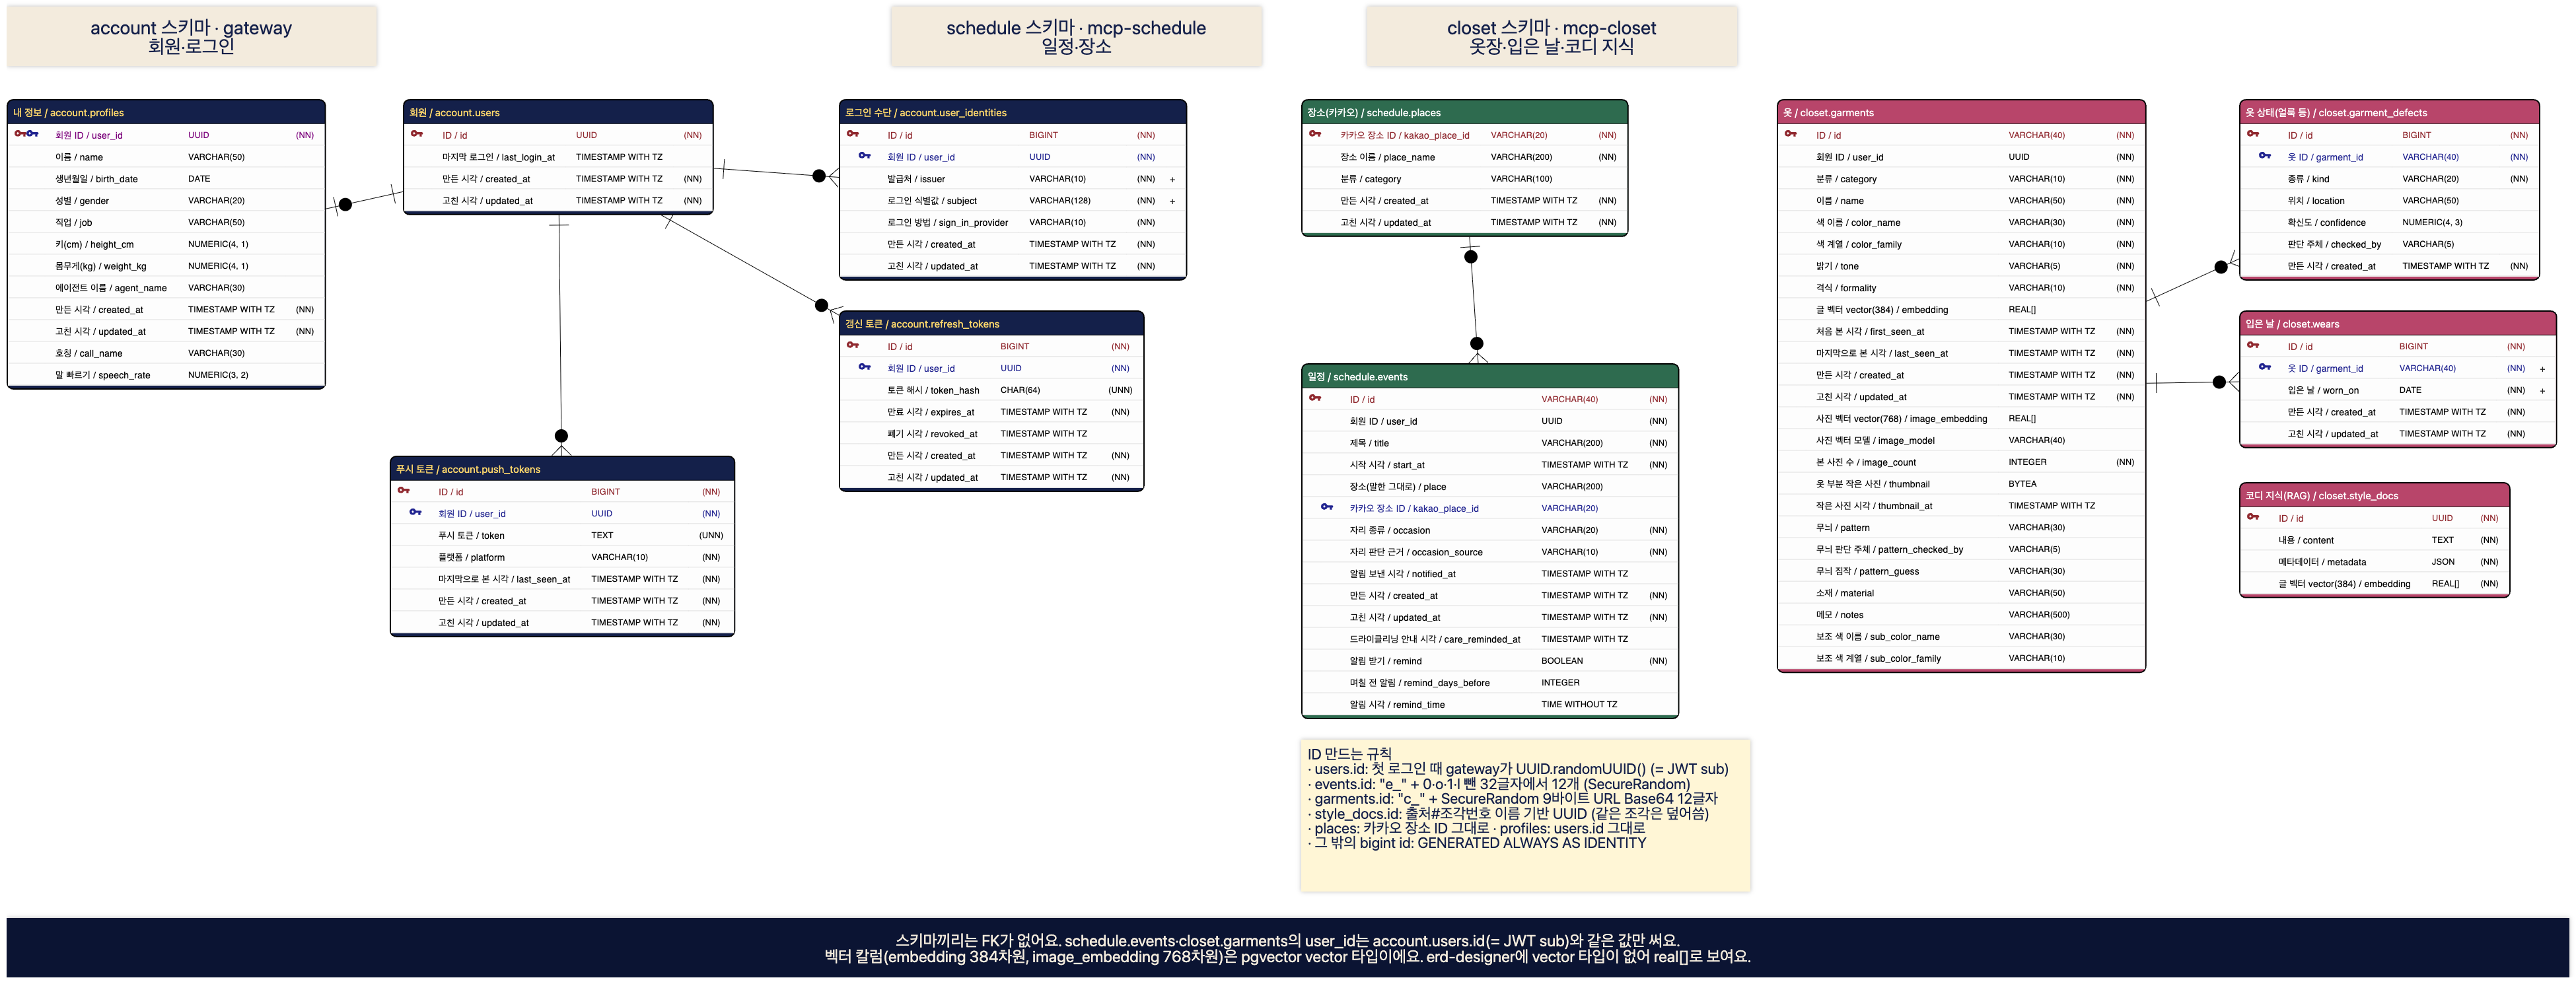 account 스키마 · gateway
회원·로그인
schedule 스키마 · mcp-schedule
일정·장소
closet 스키마 · mcp-closet
옷장·입은 날·코디 지식
내 정보 / account.profiles
회원 ID / user_id UUID (NN)
이름 / name VARCHAR(50)
생년월일 / birth_date DATE
성별 / gender VARCHAR(20)
직업 / job VARCHAR(50)
키(cm) / height_cm NUMERIC(4, 1)
몸무게(kg) / weight_kg NUMERIC(4, 1)
에이전트 이름 / agent_name VARCHAR(30)
만든 시각 / created_at TIMESTAMP WITH TZ (NN)
고친 시각 / updated_at TIMESTAMP WITH TZ (NN)
호칭 / call_name VARCHAR(30)
말 빠르기 / speech_rate NUMERIC(3, 2)
회원 / account.users
ID / id UUID (NN)
마지막 로그인 / last_login_at TIMESTAMP WITH TZ
만든 시각 / created_at TIMESTAMP WITH TZ (NN)
고친 시각 / updated_at TIMESTAMP WITH TZ (NN)
로그인 수단 / account.user_identities
ID / id BIGINT (NN)
회원 ID / user_id UUID (NN)
발급처 / issuer VARCHAR(10) (NN) +
로그인 식별값 / subject VARCHAR(128) (NN) +
로그인 방법 / sign_in_provider VARCHAR(10) (NN)
만든 시각 / created_at TIMESTAMP WITH TZ (NN)
고친 시각 / updated_at TIMESTAMP WITH TZ (NN)
갱신 토큰 / account.refresh_tokens
ID / id BIGINT (NN)
회원 ID / user_id UUID (NN)
토큰 해시 / token_hash CHAR(64) (UNN)
만료 시각 / expires_at TIMESTAMP WITH TZ (NN)
폐기 시각 / revoked_at TIMESTAMP WITH TZ
만든 시각 / created_at TIMESTAMP WITH TZ (NN)
고친 시각 / updated_at TIMESTAMP WITH TZ (NN)
푸시 토큰 / account.push_tokens
ID / id BIGINT (NN)
회원 ID / user_id UUID (NN)
푸시 토큰 / token TEXT (UNN)
플랫폼 / platform VARCHAR(10) (NN)
마지막으로 본 시각 / last_seen_at TIMESTAMP WITH TZ (NN)
만든 시각 / created_at TIMESTAMP WITH TZ (NN)
고친 시각 / updated_at TIMESTAMP WITH TZ (NN)
장소(카카오) / schedule.places
카카오 장소 ID / kakao_place_id VARCHAR(20) (NN)
장소 이름 / place_name VARCHAR(200) (NN)
분류 / category VARCHAR(100)
만든 시각 / created_at TIMESTAMP WITH TZ (NN)
고친 시각 / updated_at TIMESTAMP WITH TZ (NN)
일정 / schedule.events
ID / id VARCHAR(40) (NN)
회원 ID / user_id UUID (NN)
제목 / title VARCHAR(200) (NN)
시작 시각 / start_at TIMESTAMP WITH TZ (NN)
장소(말한 그대로) / place VARCHAR(200)
카카오 장소 ID / kakao_place_id VARCHAR(20)
자리 종류 / occasion VARCHAR(20) (NN)
자리 판단 근거 / occasion_source VARCHAR(10) (NN)
알림 보낸 시각 / notified_at TIMESTAMP WITH TZ
만든 시각 / created_at TIMESTAMP WITH TZ (NN)
고친 시각 / updated_at TIMESTAMP WITH TZ (NN)
드라이클리닝 안내 시각 / care_reminded_at TIMESTAMP WITH TZ
알림 받기 / remind BOOLEAN (NN)
며칠 전 알림 / remind_days_before INTEGER
알림 시각 / remind_time TIME WITHOUT TZ
옷 / closet.garments
ID / id VARCHAR(40) (NN)
회원 ID / user_id UUID (NN)
분류 / category VARCHAR(10) (NN)
이름 / name VARCHAR(50) (NN)
색 이름 / color_name VARCHAR(30) (NN)
색 계열 / color_family VARCHAR(10) (NN)
밝기 / tone VARCHAR(5) (NN)
격식 / formality VARCHAR(10) (NN)
글 벡터 vector(384) / embedding REAL[]
처음 본 시각 / first_seen_at TIMESTAMP WITH TZ (NN)
마지막으로 본 시각 / last_seen_at TIMESTAMP WITH TZ (NN)
만든 시각 / created_at TIMESTAMP WITH TZ (NN)
고친 시각 / updated_at TIMESTAMP WITH TZ (NN)
사진 벡터 vector(768) / image_embedding REAL[]
사진 벡터 모델 / image_model VARCHAR(40)
본 사진 수 / image_count INTEGER (NN)
옷 부분 작은 사진 / thumbnail BYTEA
작은 사진 시각 / thumbnail_at TIMESTAMP WITH TZ
무늬 / pattern VARCHAR(30)
무늬 판단 주체 / pattern_checked_by VARCHAR(5)
무늬 짐작 / pattern_guess VARCHAR(30)
소재 / material VARCHAR(50)
메모 / notes VARCHAR(500)
보조 색 이름 / sub_color_name VARCHAR(30)
보조 색 계열 / sub_color_family VARCHAR(10)
옷 상태(얼룩 등) / closet.garment_defects
ID / id BIGINT (NN)
옷 ID / garment_id VARCHAR(40) (NN)
종류 / kind VARCHAR(20) (NN)
위치 / location VARCHAR(50)
확신도 / confidence NUMERIC(4, 3)
판단 주체 / checked_by VARCHAR(5)
만든 시각 / created_at TIMESTAMP WITH TZ (NN)
입은 날 / closet.wears
ID / id BIGINT (NN)
옷 ID / garment_id VARCHAR(40) (NN) +
입은 날 / worn_on DATE (NN) +
만든 시각 / created_at TIMESTAMP WITH TZ (NN)
고친 시각 / updated_at TIMESTAMP WITH TZ (NN)
코디 지식(RAG) / closet.style_docs
ID / id UUID (NN)
내용 / content TEXT (NN)
메타데이터 / metadata JSON (NN)
글 벡터 vector(384) / embedding REAL[] (NN)
ID 만드는 규칙
· users.id: 첫 로그인 때 gateway가 UUID.randomUUID() (= JWT sub)
· events.id: "e_" + 0·o·1·l 뺀 32글자에서 12개 (SecureRandom)
· garments.id: "c_" + SecureRandom 9바이트 URL Base64 12글자
· style_docs.id: 출처#조각번호 이름 기반 UUID (같은 조각은 덮어씀)
· places: 카카오 장소 ID 그대로 · profiles: users.id 그대로
· 그 밖의 bigint id: GENERATED ALWAYS AS IDENTITY
스키마끼리는 FK가 없어요. schedule.events·closet.garments의 user_id는 account.users.id(= JWT sub)와 같은 값만 써요.
벡터 칼럼(embedding 384차원, image_embedding 768차원)은 pgvector vector 타입이에요. erd-designer에 vector 타입이 없어 real[]로 보여요.